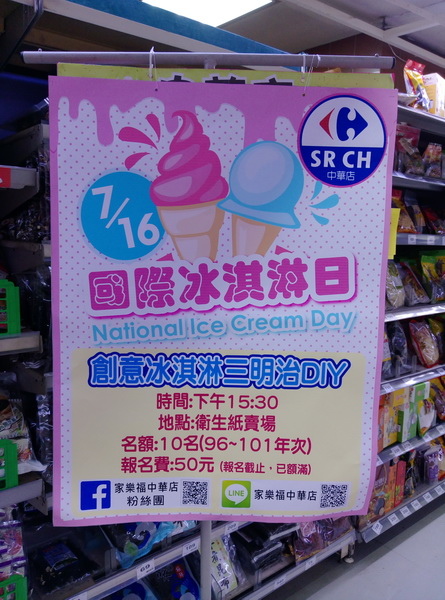 SR CH
中華店
7/16
國際冰淇淋日
National Ice Cream Day
創意冰淇淋三明治DIY
時間:下午15:30
地點:衛生紙賣場
名額:10名(96~101年次)
報名費:50元 (報名截止,已額滿)
家樂福中華店
粉絲團
LINE
家樂福中華店